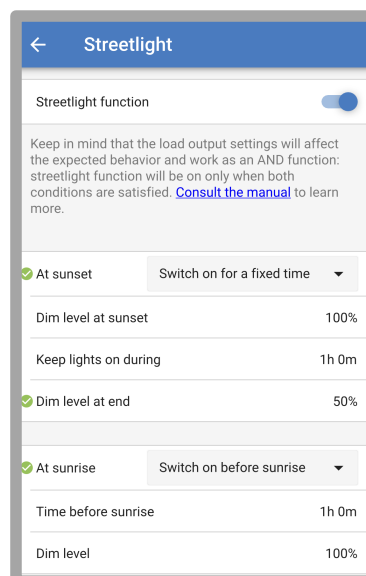 Streetlight
Streetlight function
Keep in mind that the load output settings will affect
the expected behavior and work as an AND function:
streetlight function will be on only when both
conditions are satisfied. Consult the manual to learn
more.
At sunset Switch on for a fixed time
Dim level at sunset 100%
Keep lights on during 1h 0m
Dim level at end 50%
At sunrise Switch on before sunrise
Time before sunrise 1h 0m
Dim level 100%